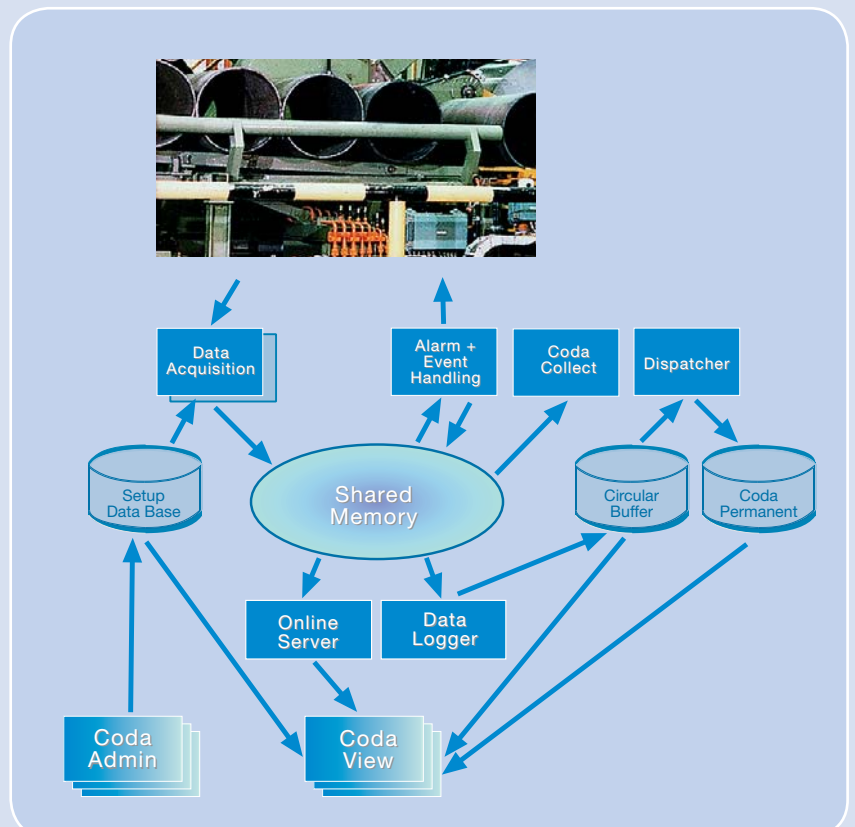 Data
Acquisition
Alarm +
Event
Handling
Coda
Collect
Dispatcher
Setup
Data Base
Shared
Memory
Circular
Buffer
Coda
Permanent
Online
Server
Data
Logger
Coda
Admin
Coda
View